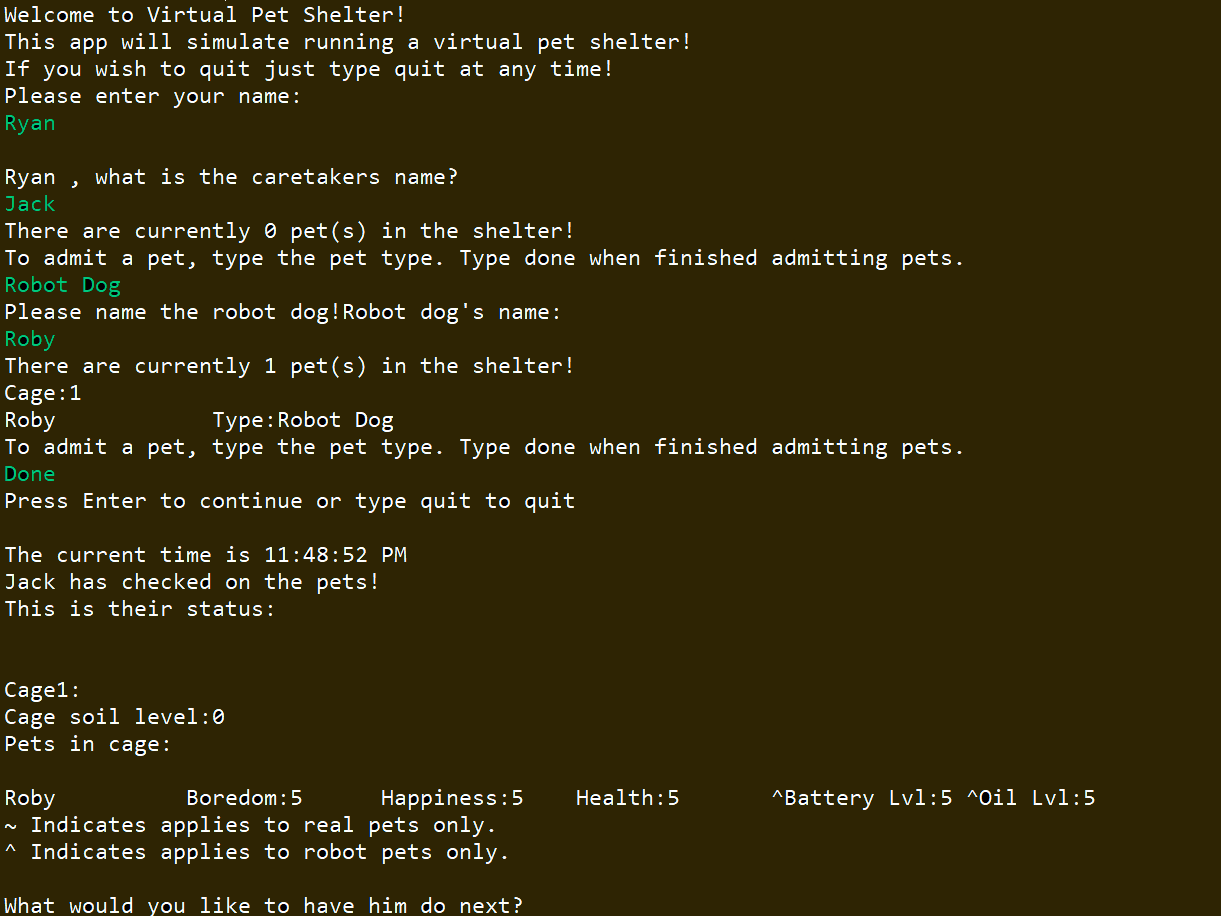 Welcome to Virtual Pet Shelter!
This app will simulate running a virtual pet shelter!
If you wish to quit just type quit at any time!
Please enter your name:
Ryan
Ryan , what is the caretakers name?
Jack
There are currently 0 pet(s) in the shelter!
To admit a pet, type the pet type. Type done when finished admitting pets.
Robot Dog
Please name the robot dog!Robot dog's name:
Roby
There are currently 1 pet(s) in the shelter!
Cage:1
Roby            Type:Robot Dog
To admit a pet, type the pet type. Type done when finished admitting pets.
Done
Press Enter to continue or type quit to quit
The current time is 11:48:52 PM
Jack has checked on the pets!
This is their status:
Cage1:
Cage soil level:0
Pets in cage:
Roby          Boredom:5      Happiness:5    Health:5       ^Battery Lvl:5 ^Oil Lvl:5
~ Indicates applies to real pets only.
^ Indicates applies to robot pets only.
What would you like to have him do next?